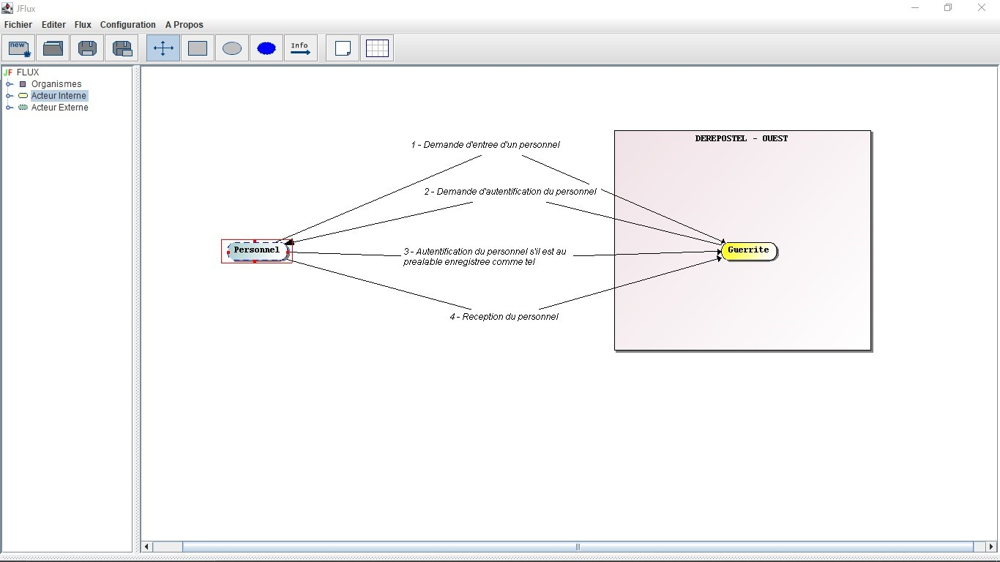 JFlux
Fichier Editer Flux Configuration A Propos
new
Info
JF FLUX
Organismes
Acteur Interne
Acteur Externe
DEREPOSTEL - OUEST
1 - Demande d'entree d'un personnel
2 - Demande d'autentification du personnel
Personnel
3 - Autentification du personnel s'il est au
prealable enregistree comme tel
Guerrite
4 - Reception du personnel